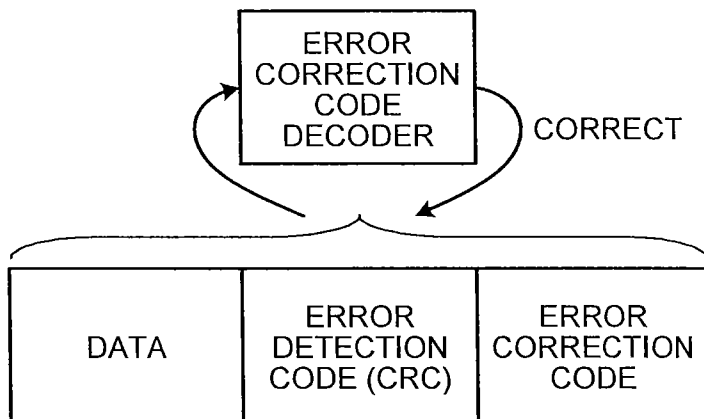 ERROR
CORRECTION
CODE
DECODER
CORRECT
DATA
ERROR
DETECTION
CODE (CRC)
ERROR
CORRECTION
CODE